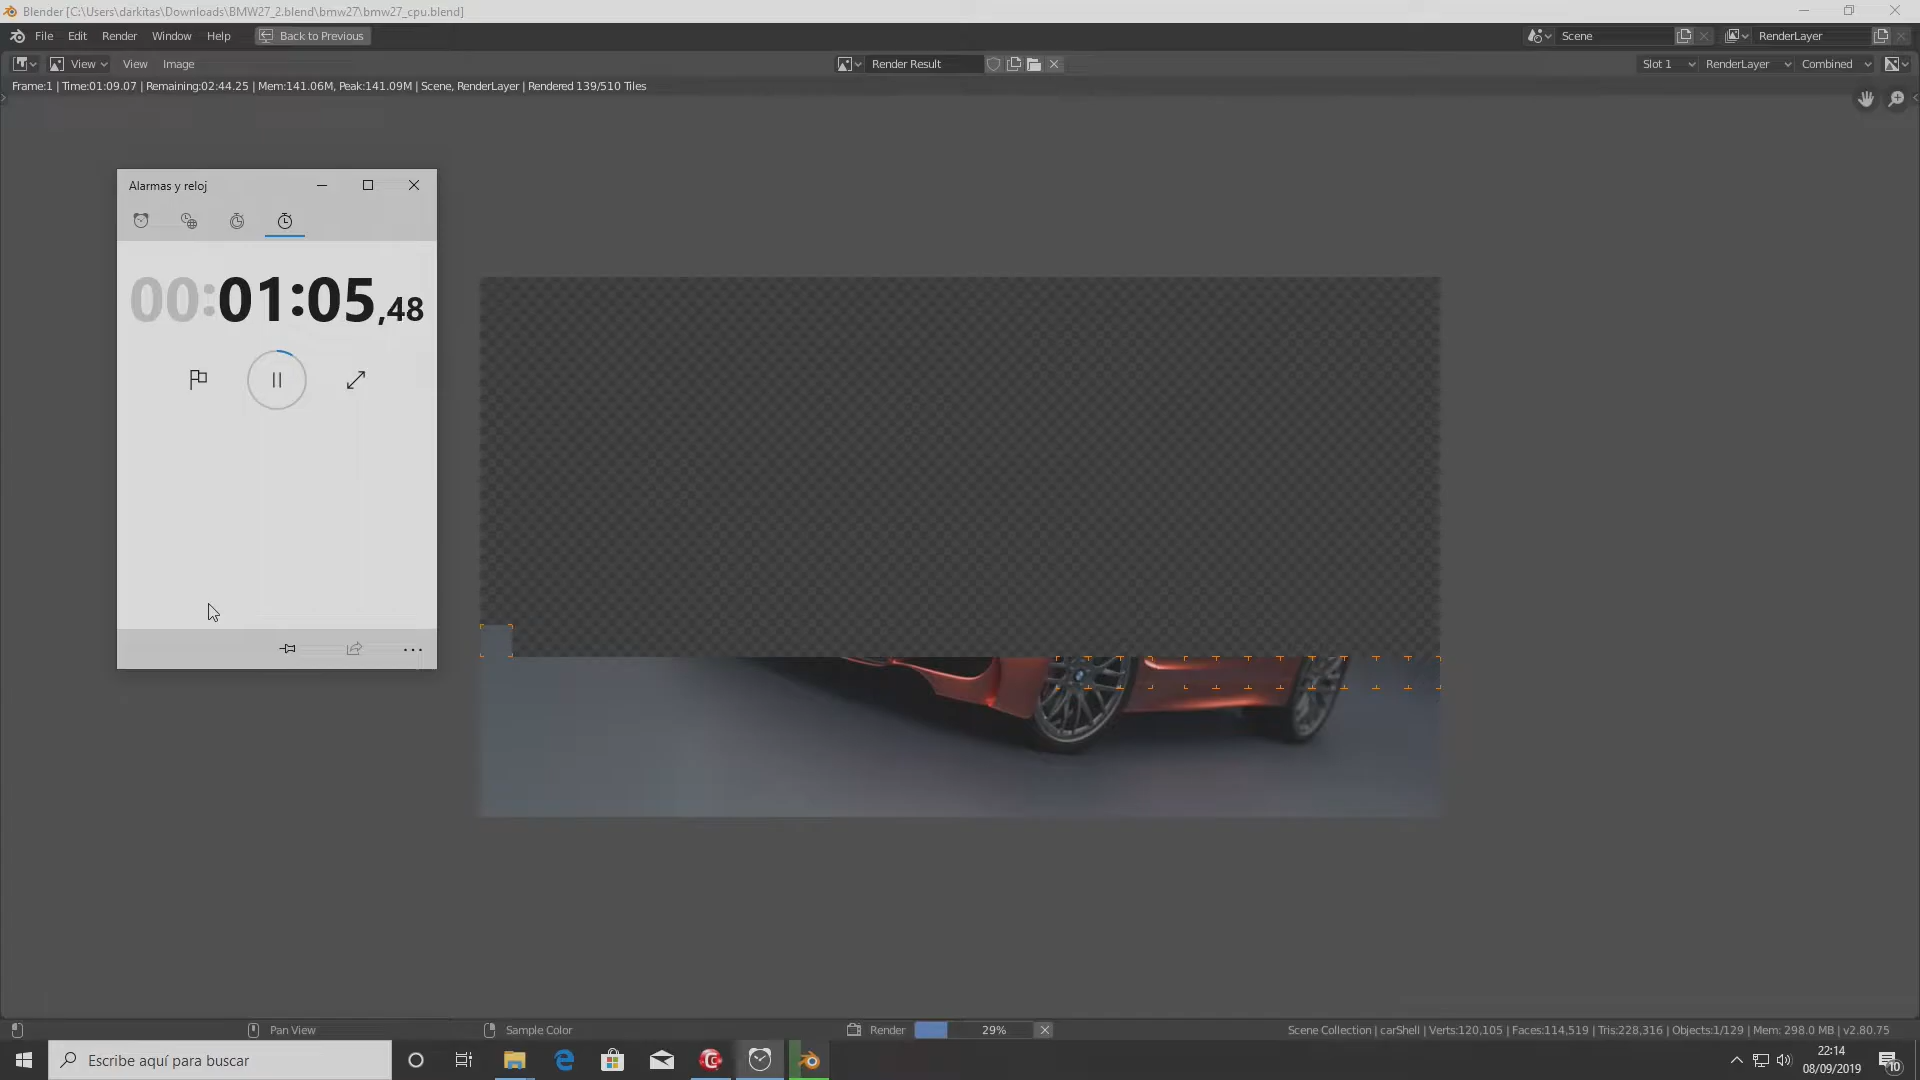 Blender [C:\Users\darkitas\Downloads\BMW27_2.blend\bmw27\bmw27_cpu.blend]
File Edit Render Window Help Back to Previous Scene RenderLayer
View View Image Render Result Slot 1 RenderLayer Combined
Frame:1 | Time:01:09.07 | Remaining:02:44.25 | Mem:141.06M, Peak:141.09M | Scene, RenderLayer | Rendered 139/510 Tiles
Alarmas y reloj
00:01:05,48
Pan View Sample Color Render 29% Scene Collection | carShell | Verts:120,105 | Faces:114,519 | Tris:228,316 | Objects:1/129 | Mem: 298.0 MB | v2.80.75
Escribe aquí para buscar
22:14
08/09/2019
10